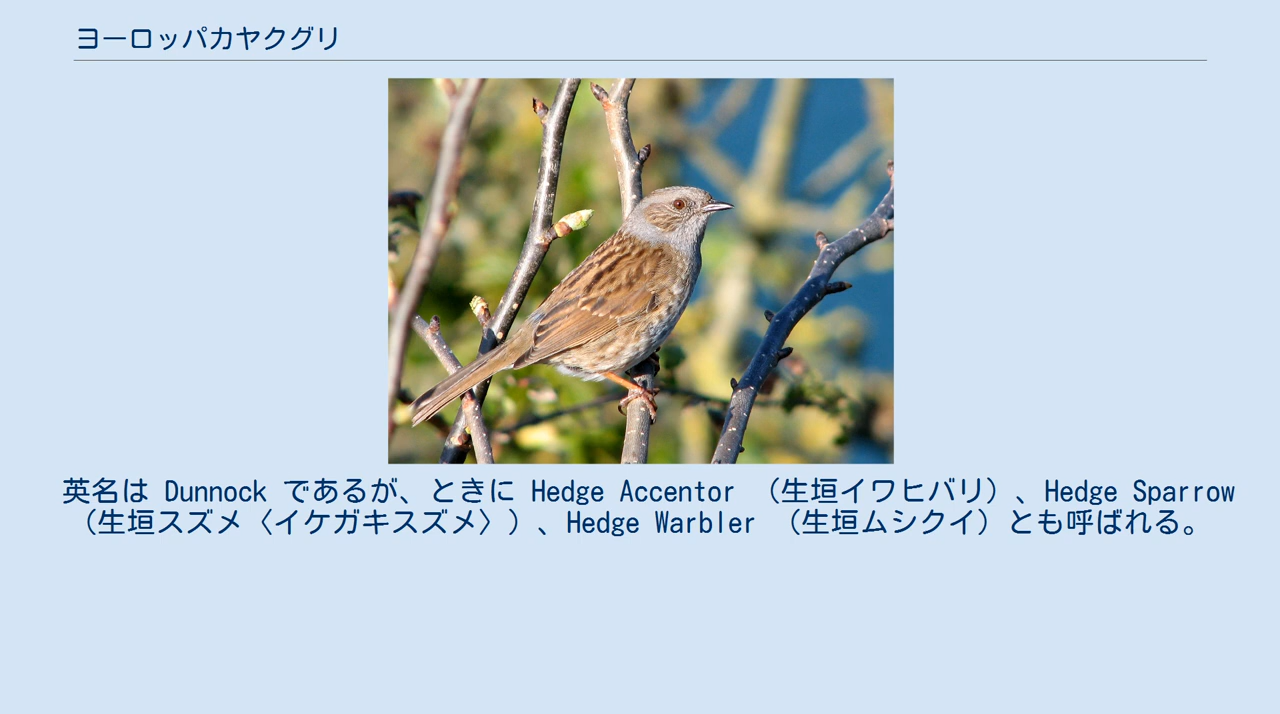 ヨーロッパカヤクグリ
英名は Dunnock であるが、ときに Hedge Accentor （生垣イワヒバリ）、Hedge Sparrow
（生垣スズメ〈イケガキスズメ〉）、Hedge Warbler （生垣ムシクイ）とも呼ばれる。